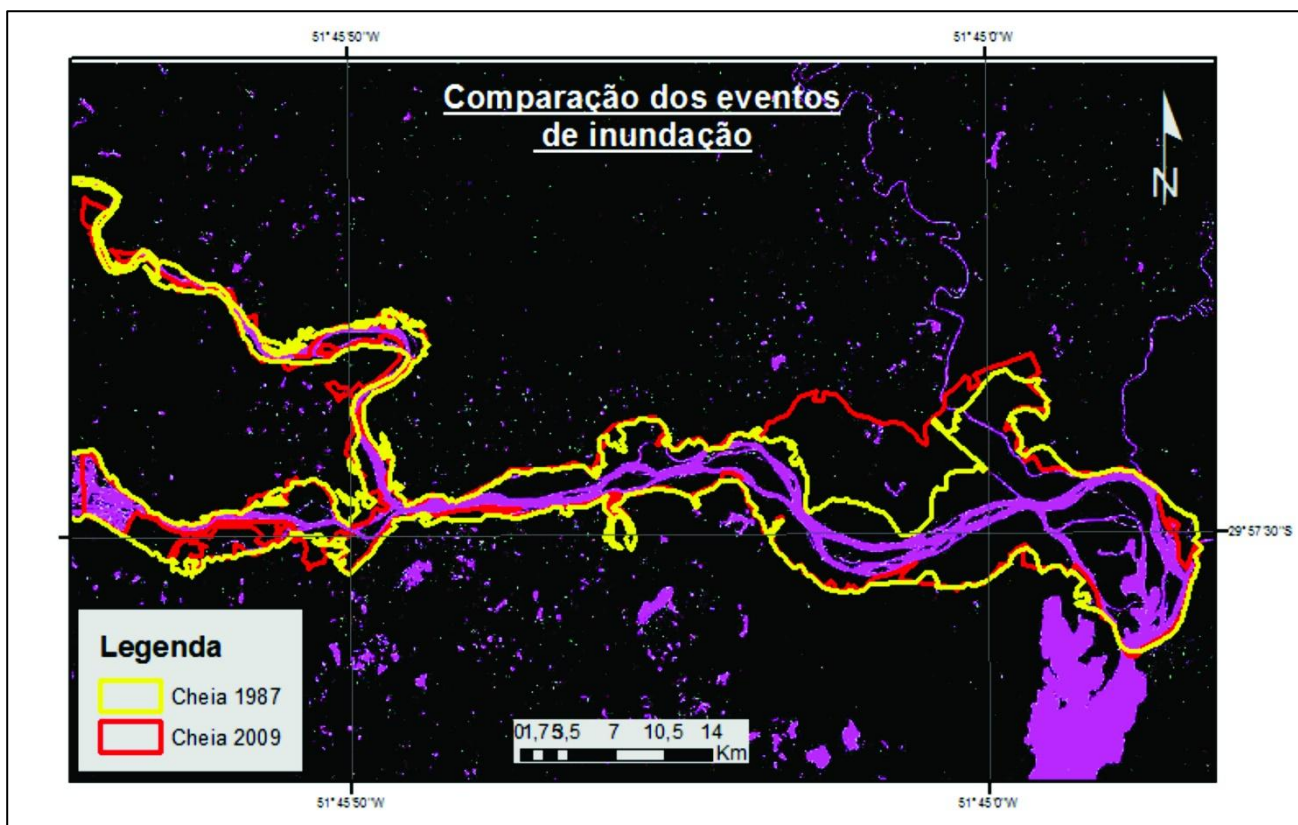 51°45'50"W
51°45'0"W
Comparação dos eventos
de inundação
N
29°57'30"S
Legenda
Cheia 1987
Cheia 2009
7
10,5
14
Km
51°45'50"W
51°45'0"W